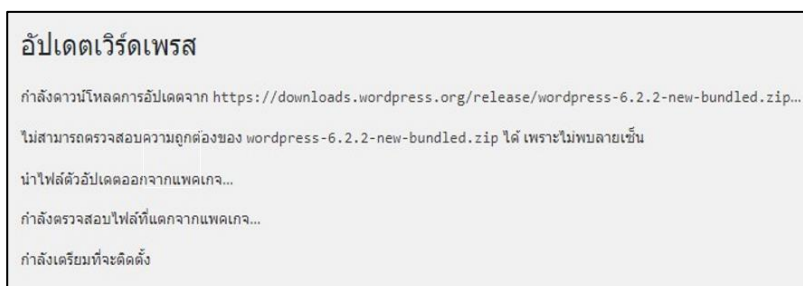 อัปเดตเวิร์ดเพรส
กำลังดาวน์โหลดการอัปเดตจาก https://downloads.wordpress.org/release/wordpress-6.2.2-new-bundled.zip…
ไม่สามารถตรวจสอบความถูกต้องของ wordpress-6.2.2-new-bundled.zip ได้ เพราะไม่พบลายเซ็น
นำไฟล์ตัวอัปเดตออกจากแพคเกจ…
กำลังตรวจสอบไฟล์ที่แตกจากแพคเกจ…
กำลังเตรียมที่จะติดตั้ง